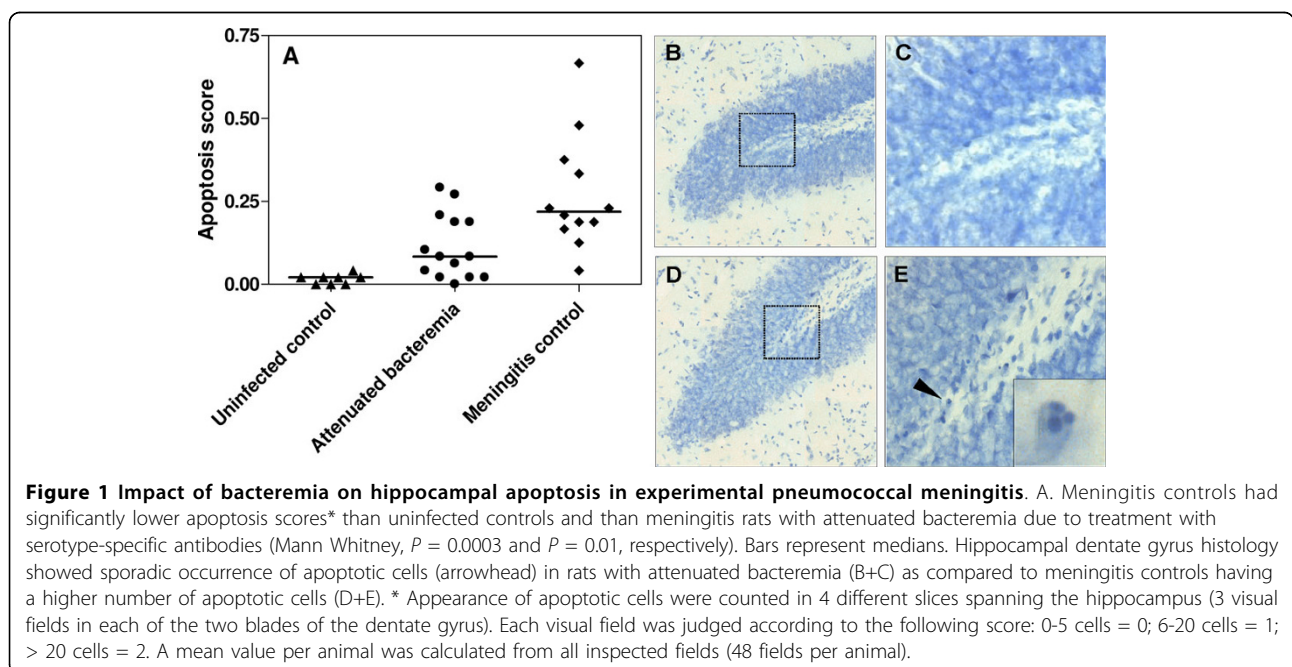 A
0.75
0.50
0.25
0.00
Apoptosis score
Uninfected control
Attenuated bacteremia
Meningitis control
B
C
D
E
Figure 1 Impact of bacteremia on hippocampal apoptosis in experimental pneumococcal meningitis. A. Meningitis controls had
significantly lower apoptosis scores* than uninfected controls and than meningitis rats with attenuated bacteremia due to treatment with
serotype-specific antibodies (Mann Whitney, P = 0.0003 and P = 0.01, respectively). Bars represent medians. Hippocampal dentate gyrus histology
showed sporadic occurrence of apoptotic cells (arrowhead) in rats with attenuated bacteremia (B+C) as compared to meningitis controls having
a higher number of apoptotic cells (D+E). * Appearance of apoptotic cells were counted in 4 different slices spanning the hippocampus (3 visual
fields in each of the two blades of the dentate gyrus). Each visual field was judged according to the following score: 0-5 cells = 0; 6-20 cells = 1;
> 20 cells = 2. A mean value per animal was calculated from all inspected fields (48 fields per animal).